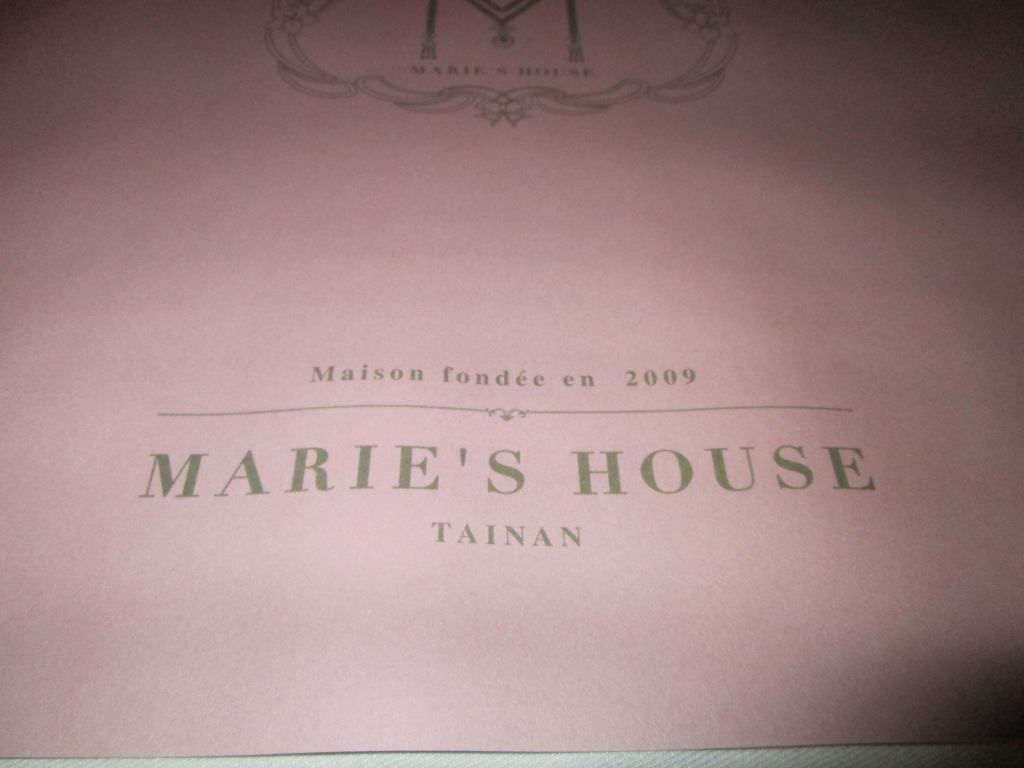 M
MARIE'S HOUSE
Maison fondée en 2009
MARIE'S HOUSE
TAINAN